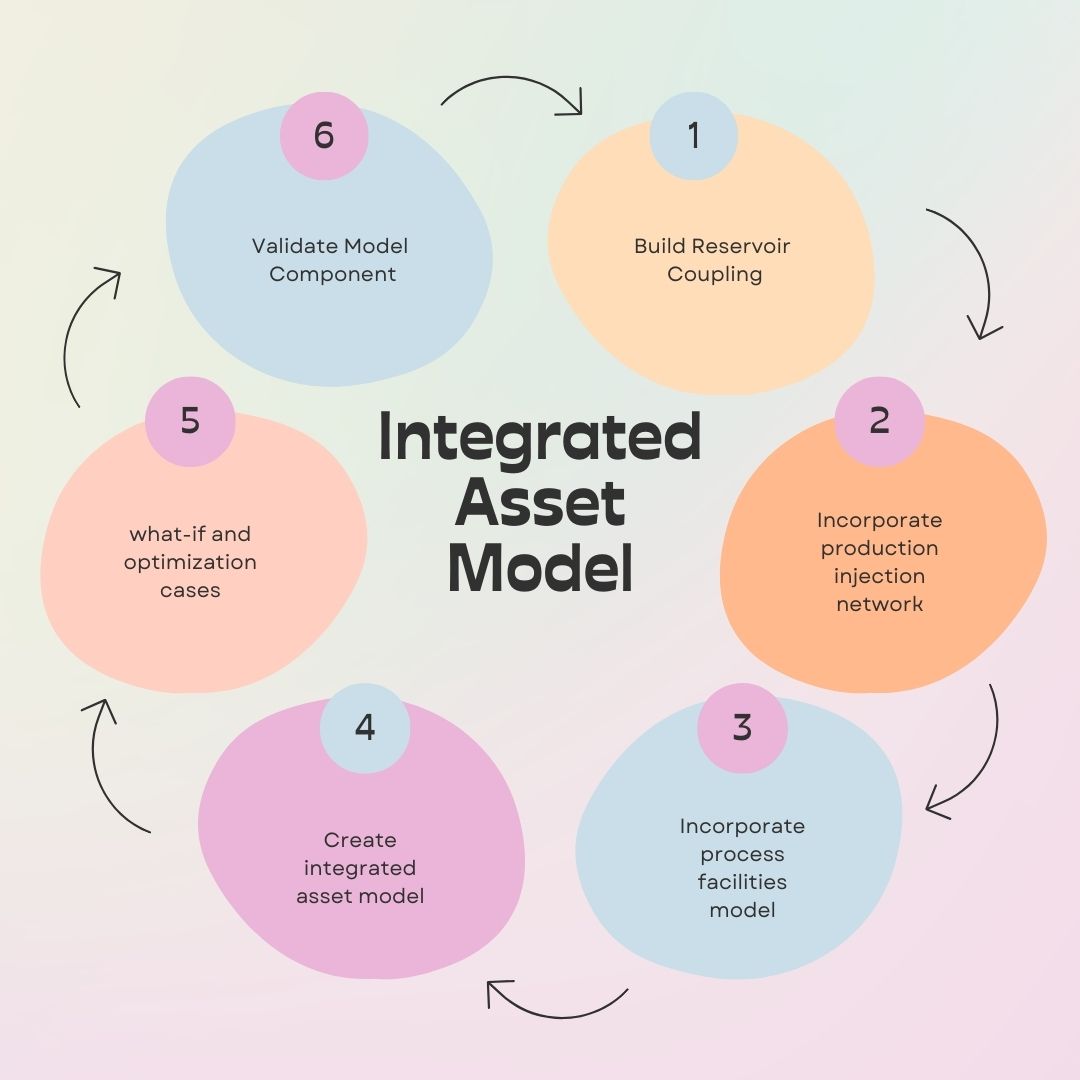 6
Validate Model
Component
1
Build Reservoir
Coupling
Integrated
Asset
Model
5
what-if and
optimization
cases
2
Incorporate
production
injection
network
4
Create
integrated
asset model
3
Incorporate
process
facilities
model